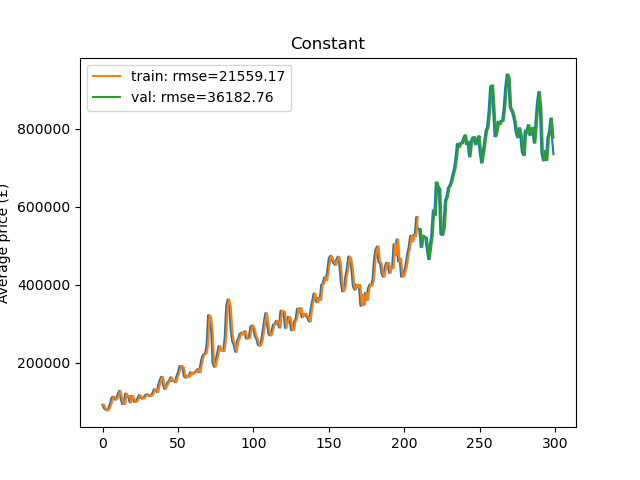 Constant
train: rmse=21559.17
val: rmse=36182.76
Average price (£)
800000
600000
400000
200000
0
50
100
150
200
250
300